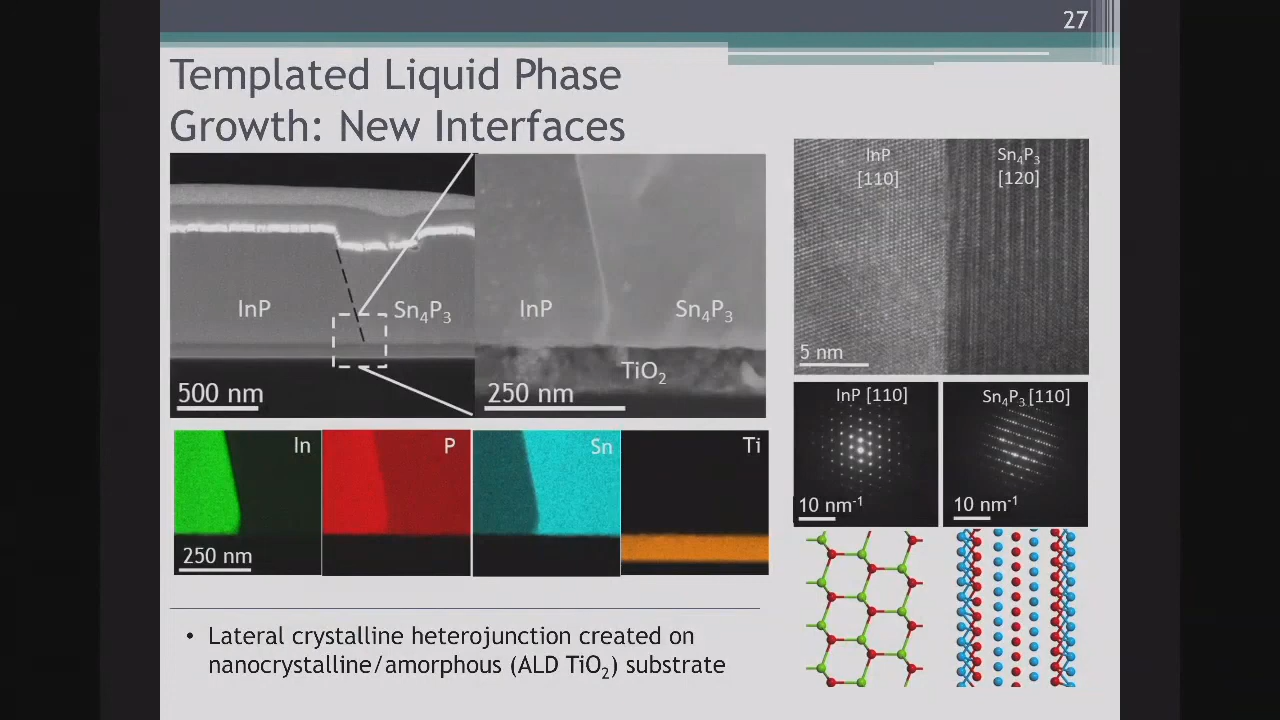 27
Templated Liquid Phase
Growth: New Interfaces
InP
Sn₄P₃
500 nm
InP
Sn₄P₃
TiO₂
250 nm
InP
[110]
Sn₄P₃
[120]
5 nm
In
250 nm
P
Sn
Ti
InP [110]
10 nm⁻¹
Sn₄P₃ [110]
10 nm⁻¹
• Lateral crystalline heterojunction created on
nanocrystalline/amorphous (ALD TiO₂) substrate